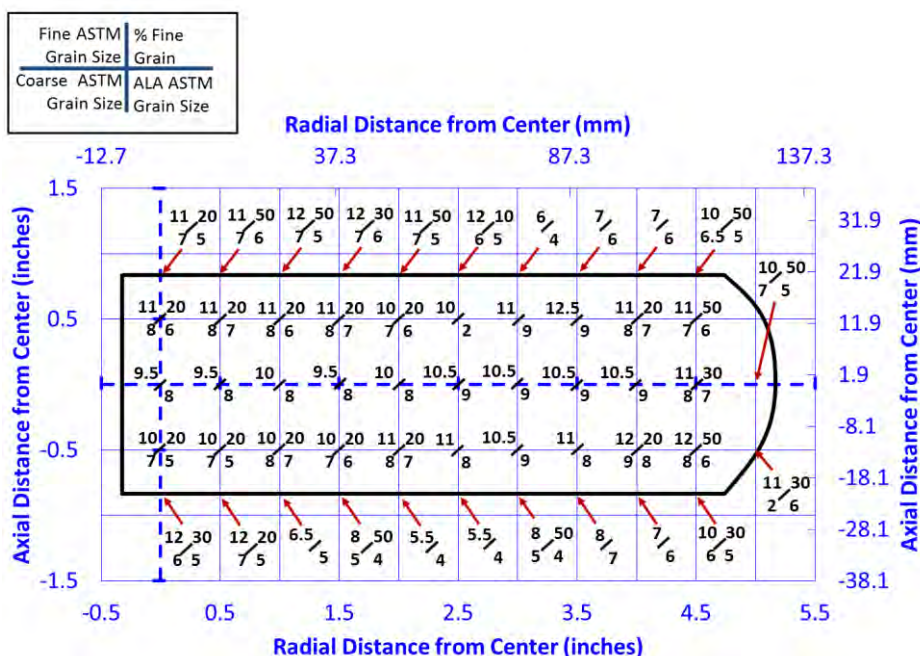 Fine ASTM % Fine
Grain Size Grain
Coarse ASTM ALA ASTM
Grain Size Grain Size
Radial Distance from Center (mm)
-12.7 37.3 87.3 137.3
1.5
0.5
-0.5
-1.5
Axial Distance from Center (inches)
31.9
21.9
11.9
1.9
-8.1
-18.1
-28.1
-38.1
Axial Distance from Center (mm)
11 20 11 50 12 50 12 30 11 50 12 10 6 7 7 10 50
7 5 7 6 7 5 7 6 7 5 6 5 4 6 6 6.5 5
10 50
7 5
11 20 11 20 11 20 11 20 10 20 10 11 12.5 11 20 11 50
8 6 8 7 8 6 8 7 7 6 2 9 9 8 7 7 6
9.5 9.5 10 9.5 10 10.5 10.5 10.5 10.5 11 30
8 8 8 8 8 9 9 9 9 8 7
10 20 10 20 10 20 10 20 11 20 11 10.5 11 12 20 12 50
7 5 7 5 8 7 7 6 8 7 8 9 8 9 8 8 6
11 30
2 6
12 30 12 20 6.5 8 50 5.5 5.5 8 50 8 7 10 30
6 5 7 5 5 5 4 4 4 5 4 7 6 6 5
-0.5 0.5 1.5 2.5 3.5 4.5 5.5
Radial Distance from Center (inches)